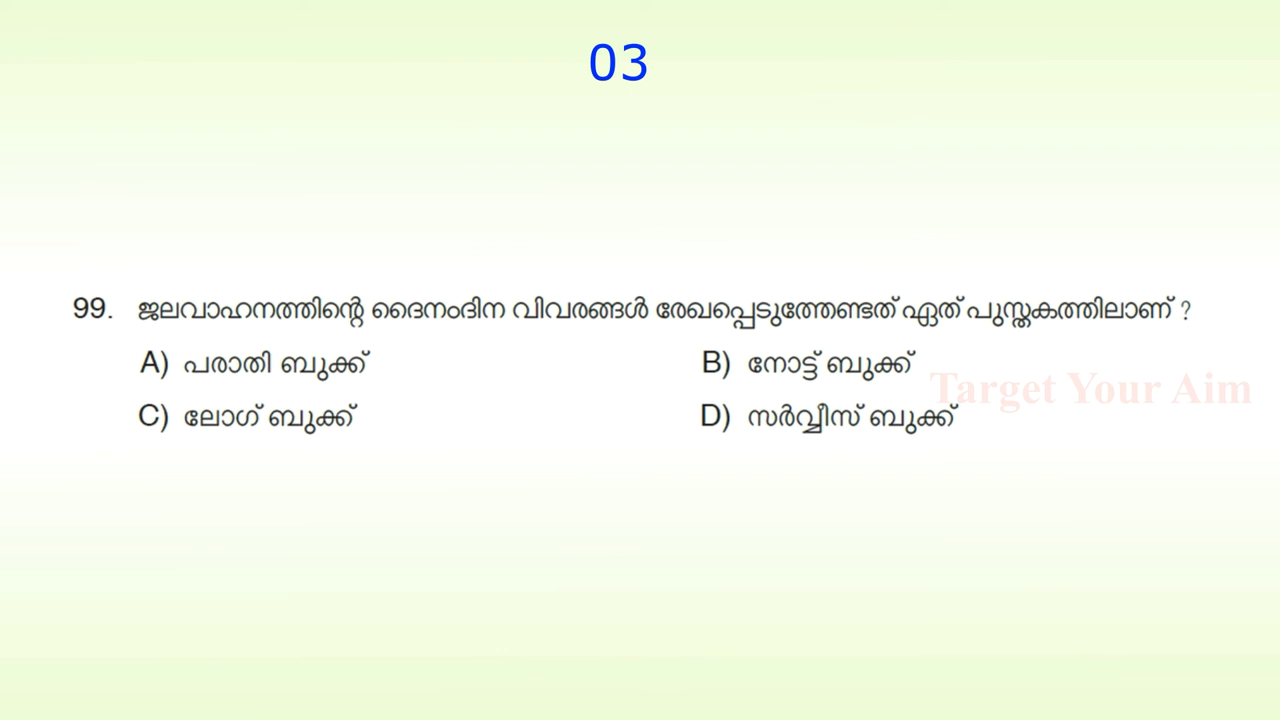 03
99. ജലവാഹനത്തിന്റെ ദൈനംദിന വിവരങ്ങൾ രേഖപ്പെടുത്തേണ്ടത് ഏത് പുസ്തകത്തിലാണ് ?
A) പരാതി ബുക്ക് B) നോട്ട് ബുക്ക്
Target Your Aim
C) ലോഗ് ബുക്ക് D) സർവ്വീസ് ബുക്ക്